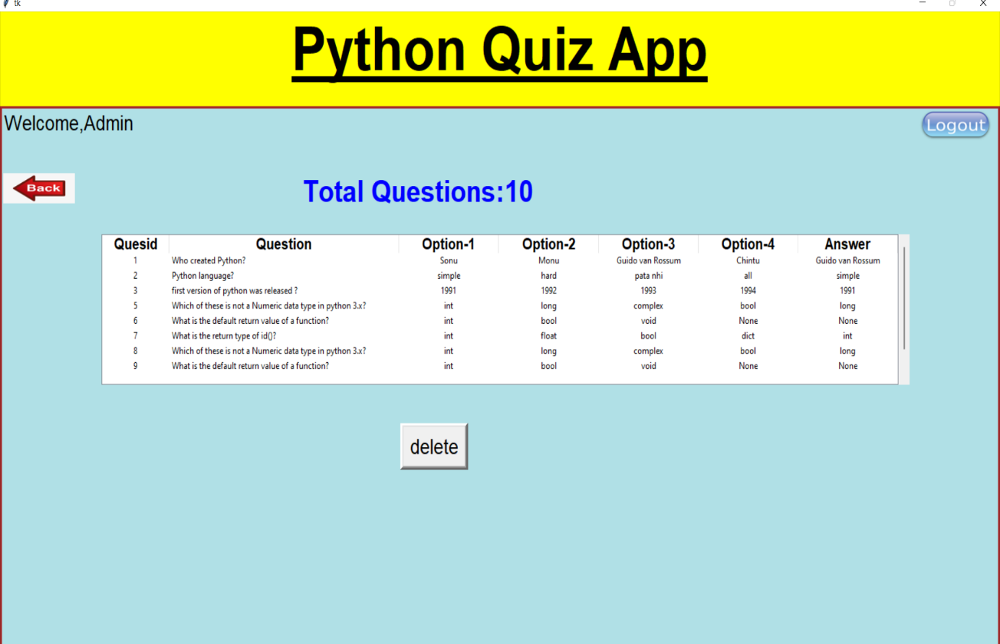 tk
Python Quiz App
Welcome,Admin
Logout
Back
Total Questions:10
Quesid Question Option-1 Option-2 Option-3 Option-4 Answer
1 Who created Python? Sonu Monu Guido van Rossum Chintu Guido van Rossum
2 Python language? simple hard pata nhi all simple
3 first version of python was released ? 1991 1992 1993 1994 1991
5 Which of these is not a Numeric data type in python 3.x? int long complex bool long
6 What is the default return value of a function? int bool void None None
7 What is the return type of id()? int float bool dict int
8 Which of these is not a Numeric data type in python 3.x? int long complex bool long
9 What is the default return value of a function? int bool void None None
delete